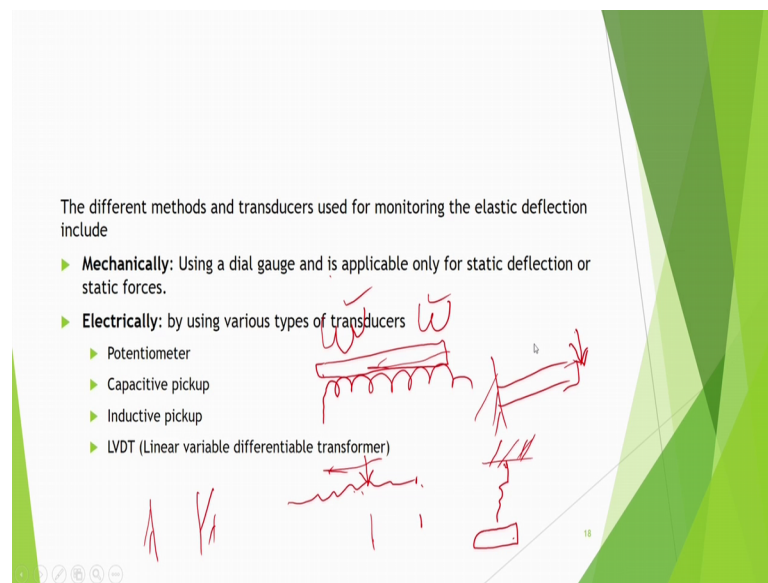 The different methods and transducers used for monitoring the elastic deflection
include
Mechanically: Using a dial gauge and is applicable only for static deflection or
static forces.
Electrically: by using various types of transducers
Potentiometer
Capacitive pickup
Inductive pickup
LVDT (Linear variable differentiable transformer)
18